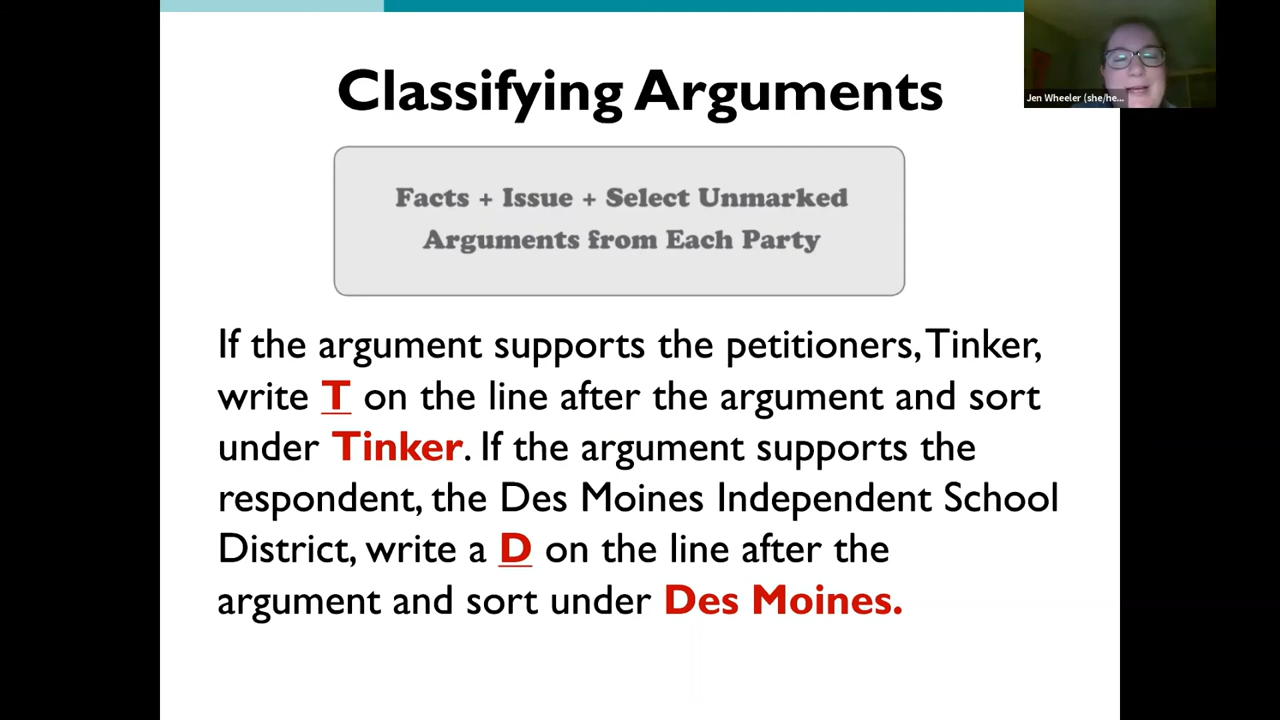 Classifying Arguments
Jen Wheeler (she/he...
Facts + Issue + Select Unmarked
Arguments from Each Party
If the argument supports the petitioners, Tinker,
write T on the line after the argument and sort
under Tinker. If the argument supports the
respondent, the Des Moines Independent School
District, write a D on the line after the
argument and sort under Des Moines.